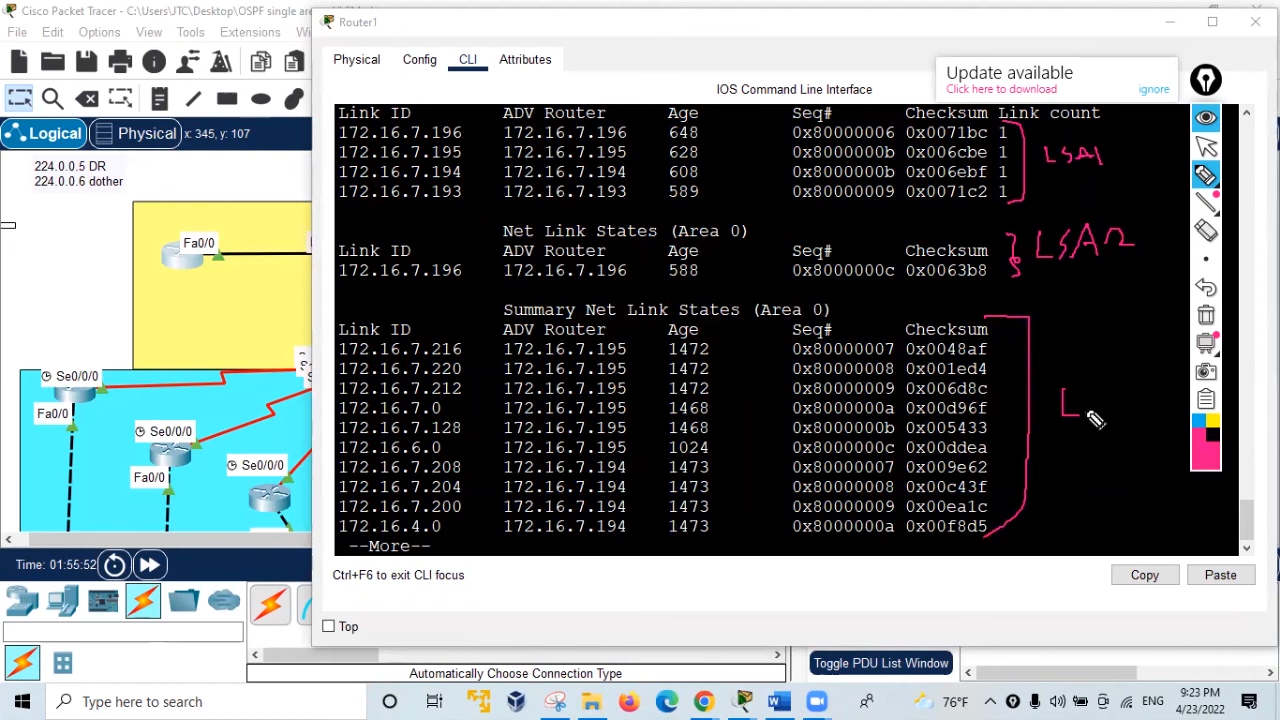 Cisco Packet Tracer - C:\Users\JTC\Desktop\OSPF single are
File Edit Options View Tools Extensions
Logical Physical x: 345, y: 107
224.0.0.5 DR
224.0.0.6 dother
Fa0/0
Se0/0/0
Fa0/0
Se0/0/0
Fa0/0
Se0/0/0
Time: 01:55:52
Router1
Physical Config CLI Attributes
IOS Command Line Interface
Update available
Click here to download ignore
Link ID ADV Router Age Seq# Checksum Link count
172.16.7.196 172.16.7.196 648 0x80000006 0x0071bc 1
172.16.7.195 172.16.7.195 628 0x8000000b 0x006cbe 1
172.16.7.194 172.16.7.194 608 0x8000000b 0x006ebf 1
172.16.7.193 172.16.7.193 589 0x80000009 0x0071c2 1
LSA1
Net Link States (Area 0)
Link ID ADV Router Age Seq# Checksum
172.16.7.196 172.16.7.196 588 0x8000000c 0x0063b8
LSA2
Summary Net Link States (Area 0)
Link ID ADV Router Age Seq# Checksum
172.16.7.216 172.16.7.195 1472 0x80000007 0x0048af
172.16.7.220 172.16.7.195 1472 0x80000008 0x001ed4
172.16.7.212 172.16.7.195 1472 0x80000009 0x006d8c
172.16.7.0 172.16.7.195 1468 0x8000000a 0x00d96f
172.16.7.128 172.16.7.195 1468 0x8000000b 0x005433
172.16.6.0 172.16.7.195 1024 0x8000000c 0x00ddea
172.16.7.208 172.16.7.194 1473 0x80000007 0x009e62
172.16.7.204 172.16.7.194 1473 0x80000008 0x00c43f
172.16.7.200 172.16.7.194 1473 0x80000009 0x00ea1c
172.16.4.0 172.16.7.194 1473 0x8000000a 0x00f8d5
L
--More--
Ctrl+F6 to exit CLI focus
Copy Paste
Top
Automatically Choose Connection Type
Toggle PDU List Window
Type here to search
76°F
ENG
9:23 PM
4/23/2022